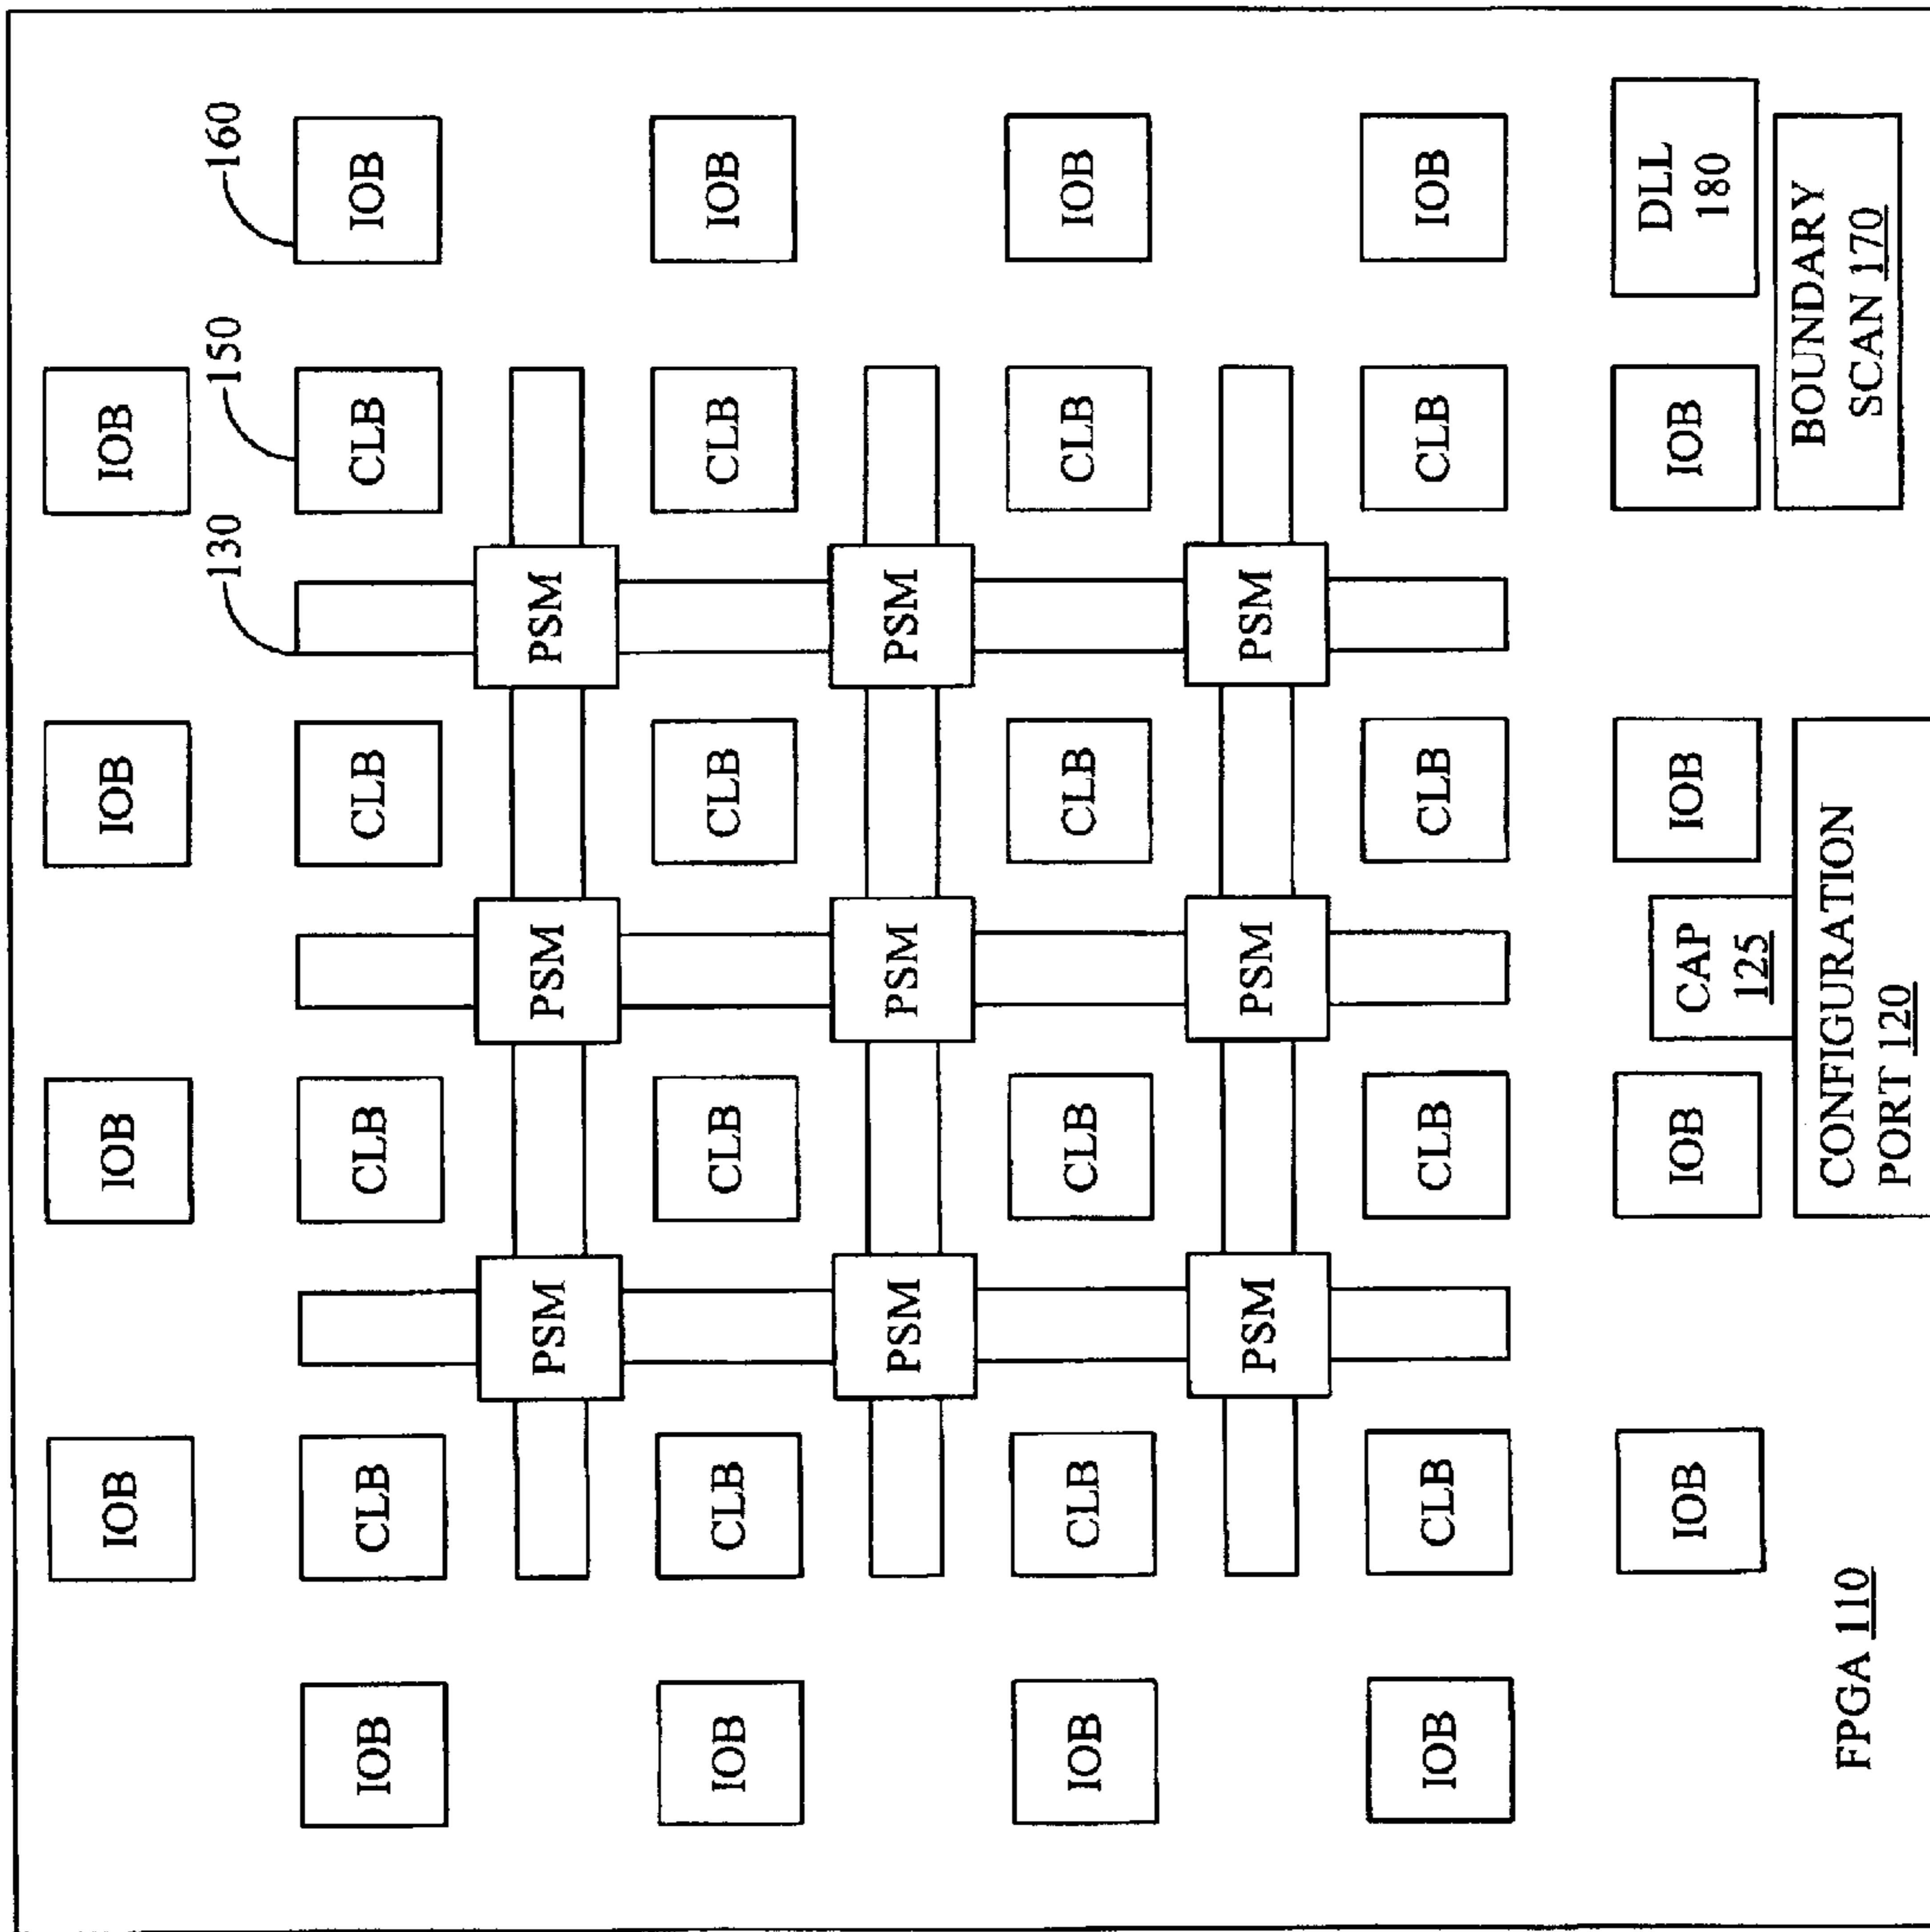 IOB
IOB
IOB
IOB
130
150
160
IOB
CLB
CLB
CLB
CLB
IOB
PSM
PSM
PSM
IOB
CLB
CLB
CLB
CLB
IOB
PSM
PSM
PSM
IOB
CLB
CLB
CLB
CLB
IOB
PSM
PSM
PSM
IOB
CLB
CLB
CLB
CLB
IOB
IOB
IOB
CAP
125
IOB
IOB
DLL
180
FPGA 110
CONFIGURATION
PORT 120
BOUNDARY
SCAN 170